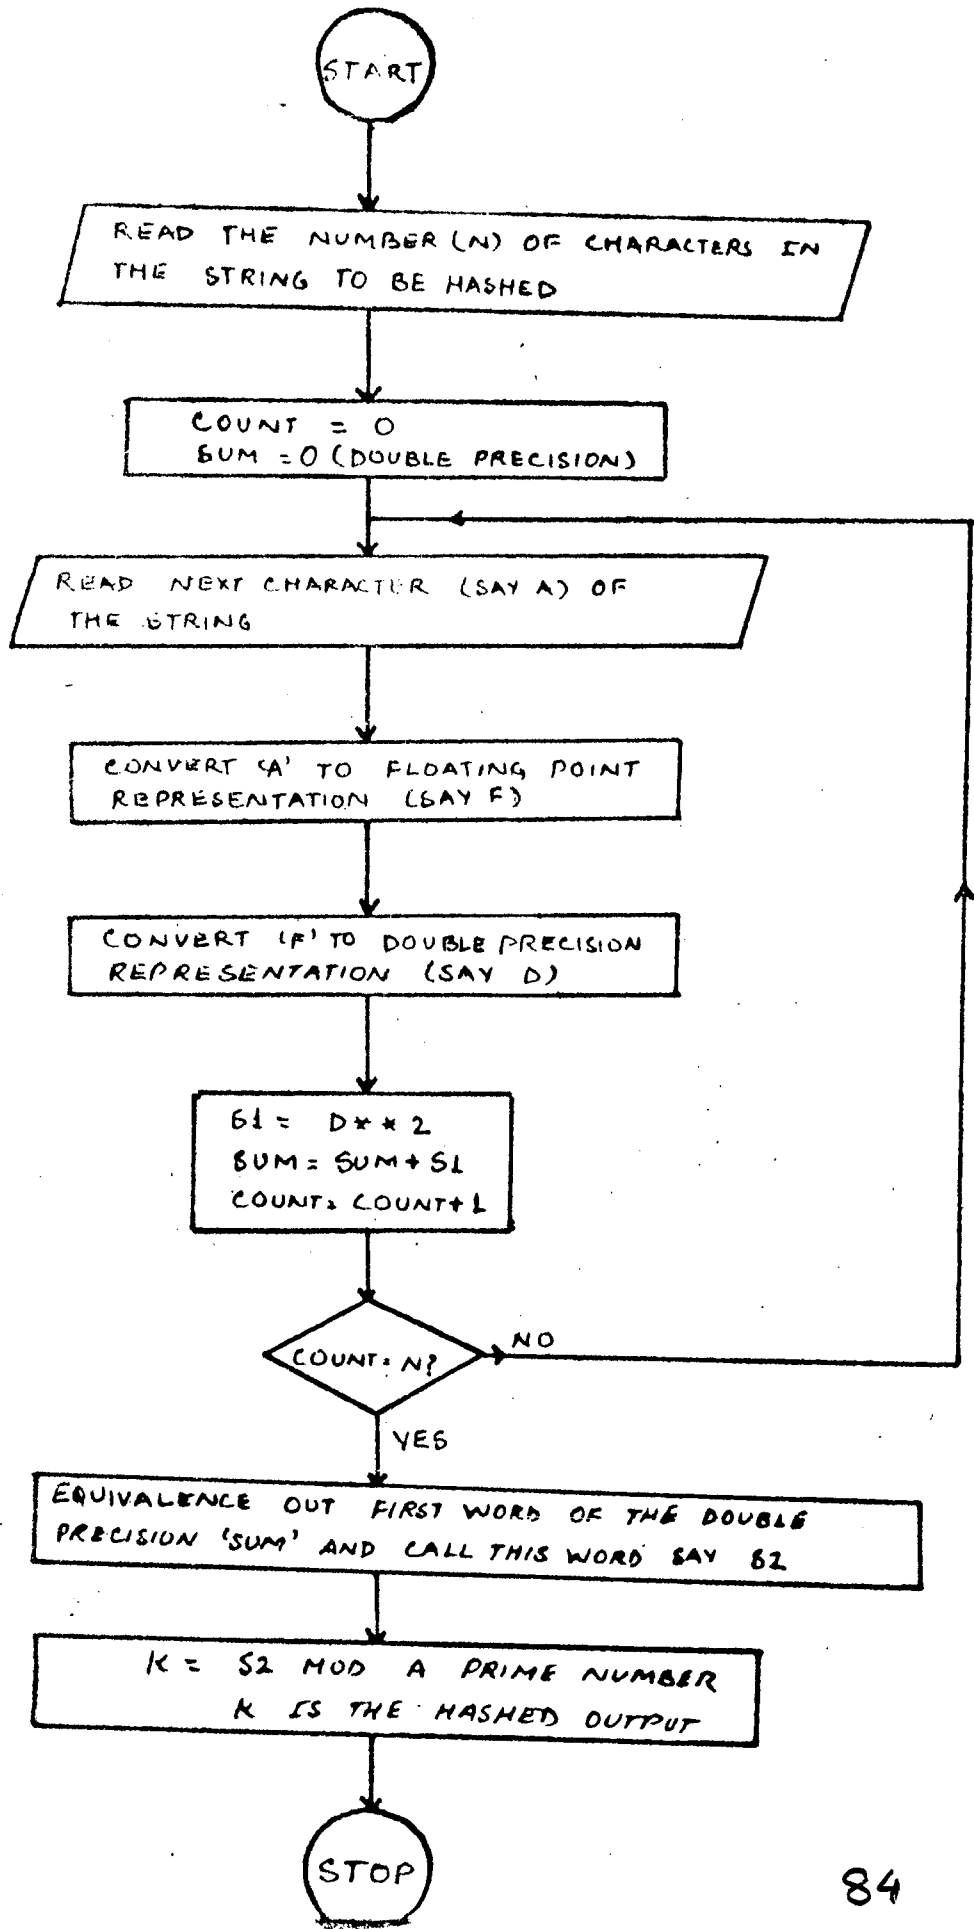 START
READ THE NUMBER (N) OF CHARACTERS IN
THE STRING TO BE HASHED
COUNT = 0
SUM = 0 (DOUBLE PRECISION)
READ NEXT CHARACTER (SAY A) OF
THE STRING
CONVERT 'A' TO FLOATING POINT
REPRESENTATION (SAY F)
CONVERT 'F' TO DOUBLE PRECISION
REPRESENTATION (SAY D)
S1 = D**2
SUM = SUM + S1
COUNT = COUNT + 1
COUNT = N?
NO
YES
EQUIVALENCE OUT FIRST WORD OF THE DOUBLE
PRECISION 'SUM' AND CALL THIS WORD SAY S2
K = S2 MOD A PRIME NUMBER
K IS THE HASHED OUTPUT
STOP
84